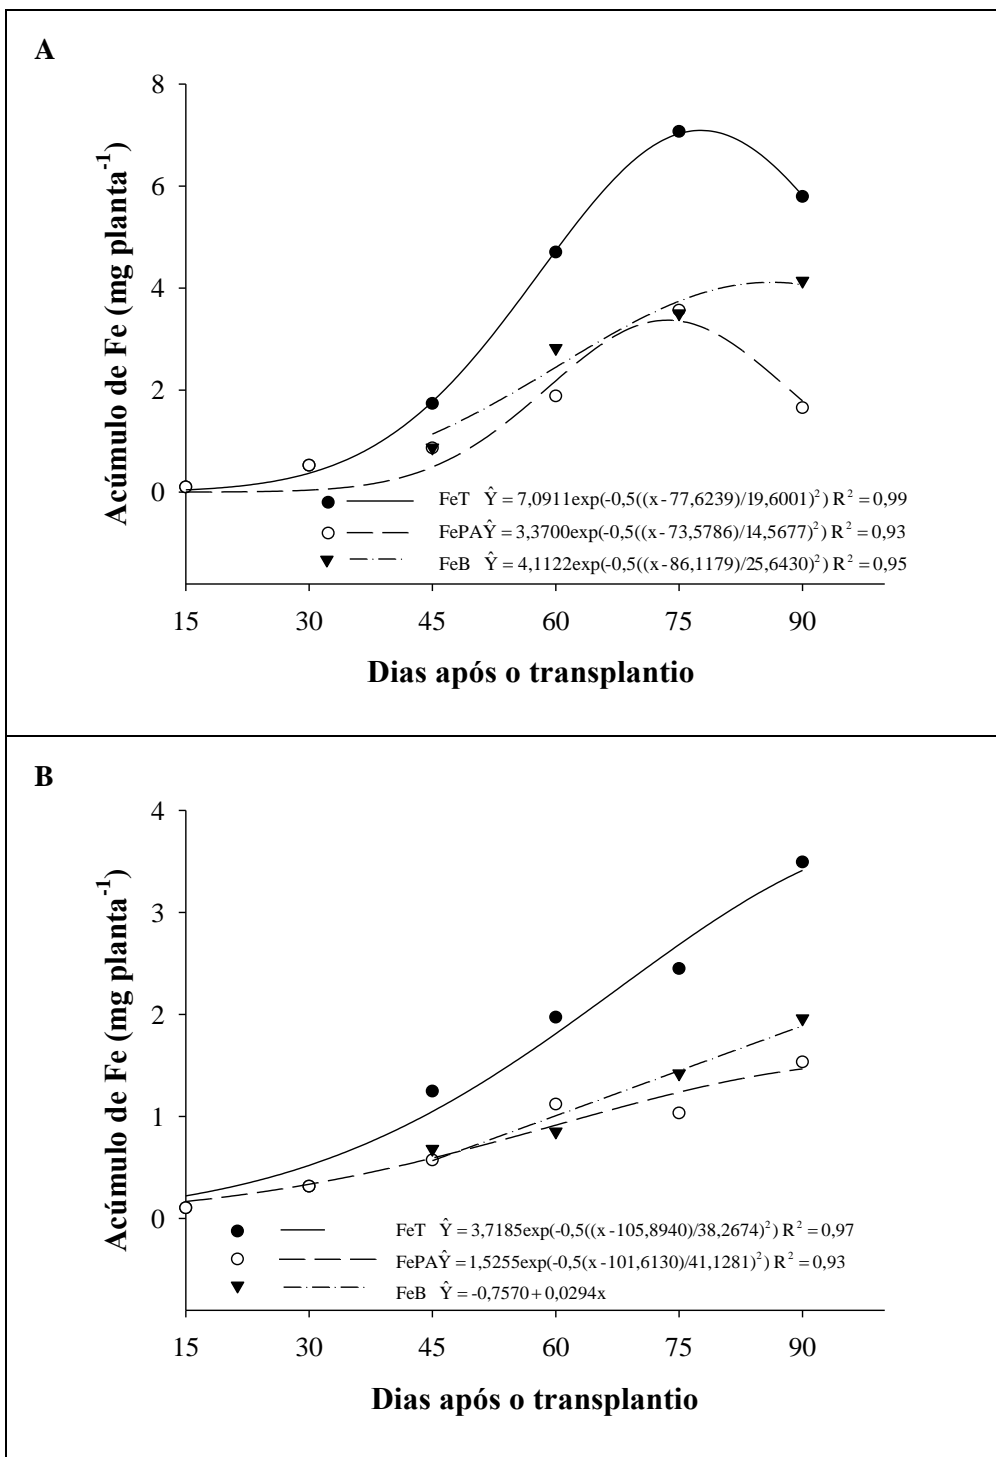 A
8
6
4
2
0
Acúmulo de Fe (mg planta-1)
FeT Ŷ = 7,0911exp(-0,5((x-77,6239)/19,6001)²) R² = 0,99
FePA Ŷ = 3,3700exp(-0,5((x-73,5786)/14,5677)²) R² = 0,93
FeB Ŷ = 4,1122exp(-0,5((x-86,1179)/25,6430)²) R² = 0,95
15 30 45 60 75 90
Dias após o transplantio
B
4
3
2
1
0
Acúmulo de Fe (mg planta-1)
FeT Ŷ = 3,7185exp(-0,5((x-105,8940)/38,2674)²) R² = 0,97
FePA Ŷ = 1,5255exp(-0,5(x-101,6130)/41,1281)²) R² = 0,93
FeB Ŷ = -0,7570+0,0294x
15 30 45 60 75 90
Dias após o transplantio